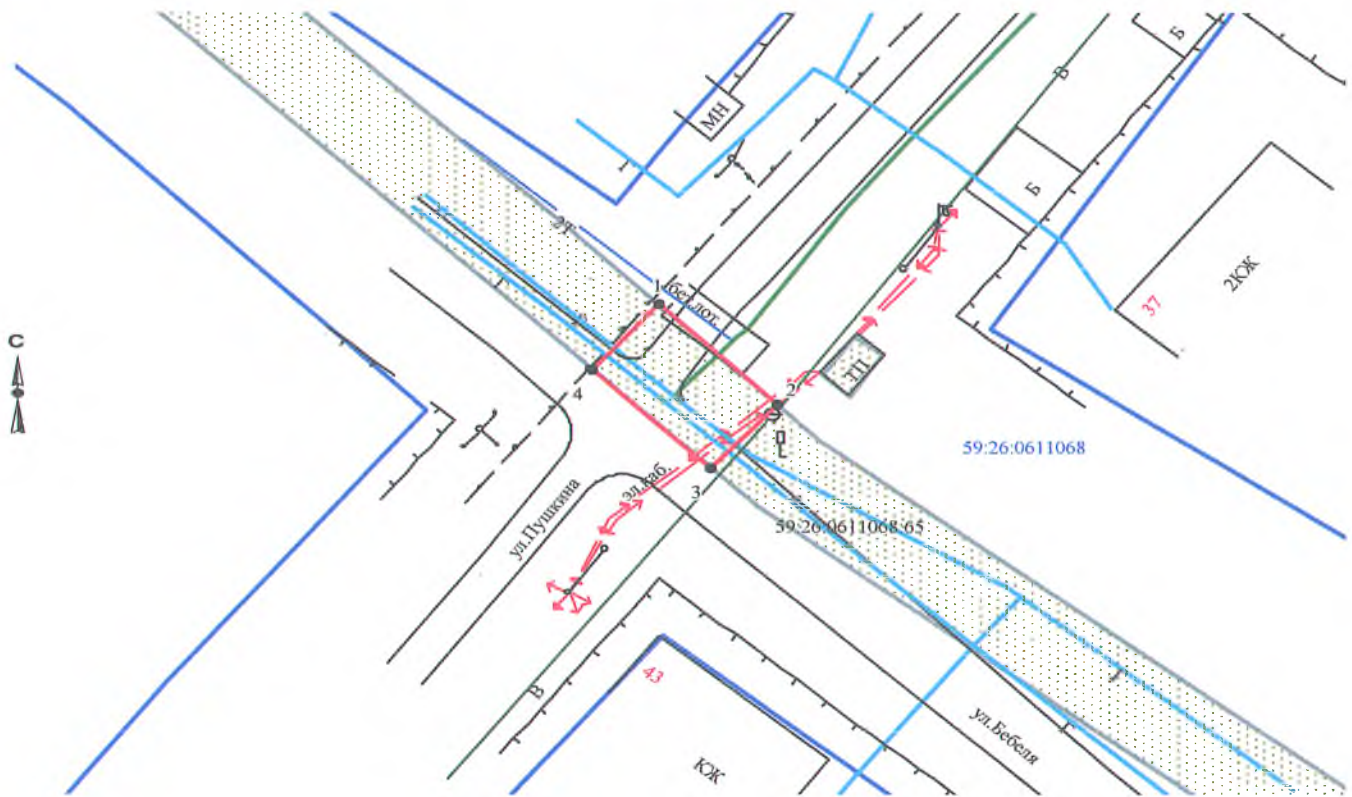 Б
В
МН
Б
2КЖ
37
2Т.
1
бет.лот.
Г
С
ТП
4
2
59:26:0611068
эл.каб.
3
ул.Пушкина
59:26:0611068:65
В
43
Г
ул.Бебеля
Г
КЖ